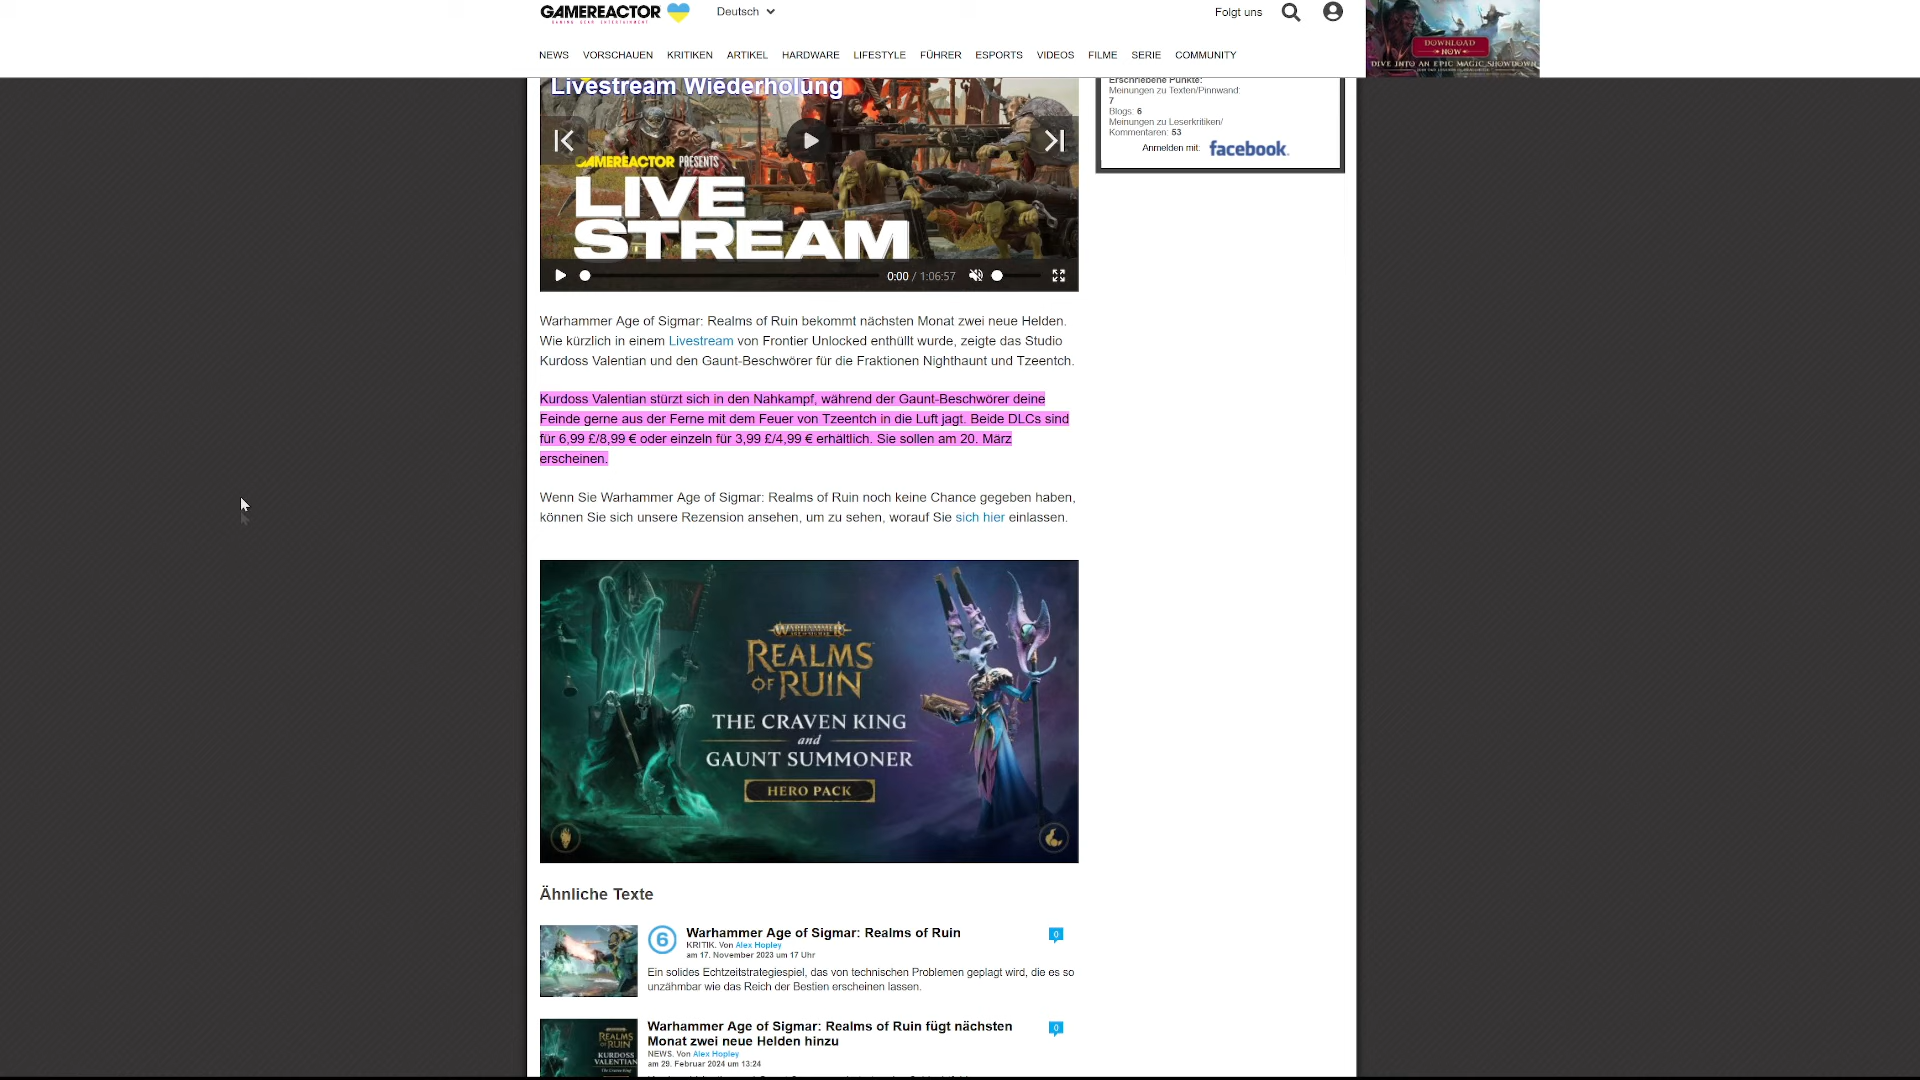 GAMEREACTOR
GAMING GEAR ENTERTAINMENT
Deutsch
Folgt uns
DOWNLOAD
NOW
DIVE INTO AN EPIC MAGIC SHOWDOWN
NEWS VORSCHAUEN KRITIKEN ARTIKEL HARDWARE LIFESTYLE FÜHRER ESPORTS VIDEOS FILME SERIE COMMUNITY
Livestream Wiederholung
GAMEREACTOR PRESENTS
LIVE
STREAM
0:00 / 1:06:57
Erschriebene Punkte:
Meinungen zu Texten/Pinnwand:
7
Blogs: 6
Meinungen zu Leserkritiken/
Kommentaren: 53
Anmelden mit: facebook.
Warhammer Age of Sigmar: Realms of Ruin bekommt nächsten Monat zwei neue Helden.
Wie kürzlich in einem Livestream von Frontier Unlocked enthüllt wurde, zeigte das Studio
Kurdoss Valentian und den Gaunt-Beschwörer für die Fraktionen Nighthaunt und Tzeentch.
Kurdoss Valentian stürzt sich in den Nahkampf, während der Gaunt-Beschwörer deine
Feinde gerne aus der Ferne mit dem Feuer von Tzeentch in die Luft jagt. Beide DLCs sind
für 6,99 £/8,99 € oder einzeln für 3,99 £/4,99 € erhältlich. Sie sollen am 20. März
erscheinen.
Wenn Sie Warhammer Age of Sigmar: Realms of Ruin noch keine Chance gegeben haben,
können Sie sich unsere Rezension ansehen, um zu sehen, worauf Sie sich hier einlassen.
WARHAMMER
REALMS
OF RUIN
THE CRAVEN KING
and
GAUNT SUMMONER
HERO PACK
Ähnliche Texte
6
Warhammer Age of Sigmar: Realms of Ruin
0
KRITIK. Von Alex Hopley
am 17. November 2023 um 17 Uhr
Ein solides Echtzeitstrategiespiel, das von technischen Problemen geplagt wird, die es so
unzähmbar wie das Reich der Bestien erscheinen lassen.
REALMS
OF RUIN
KURDOSS
VALENTIAN
Warhammer Age of Sigmar: Realms of Ruin fügt nächsten
Monat zwei neue Helden hinzu
0
NEWS. Von Alex Hopley
am 29. Februar 2024 um 13:24